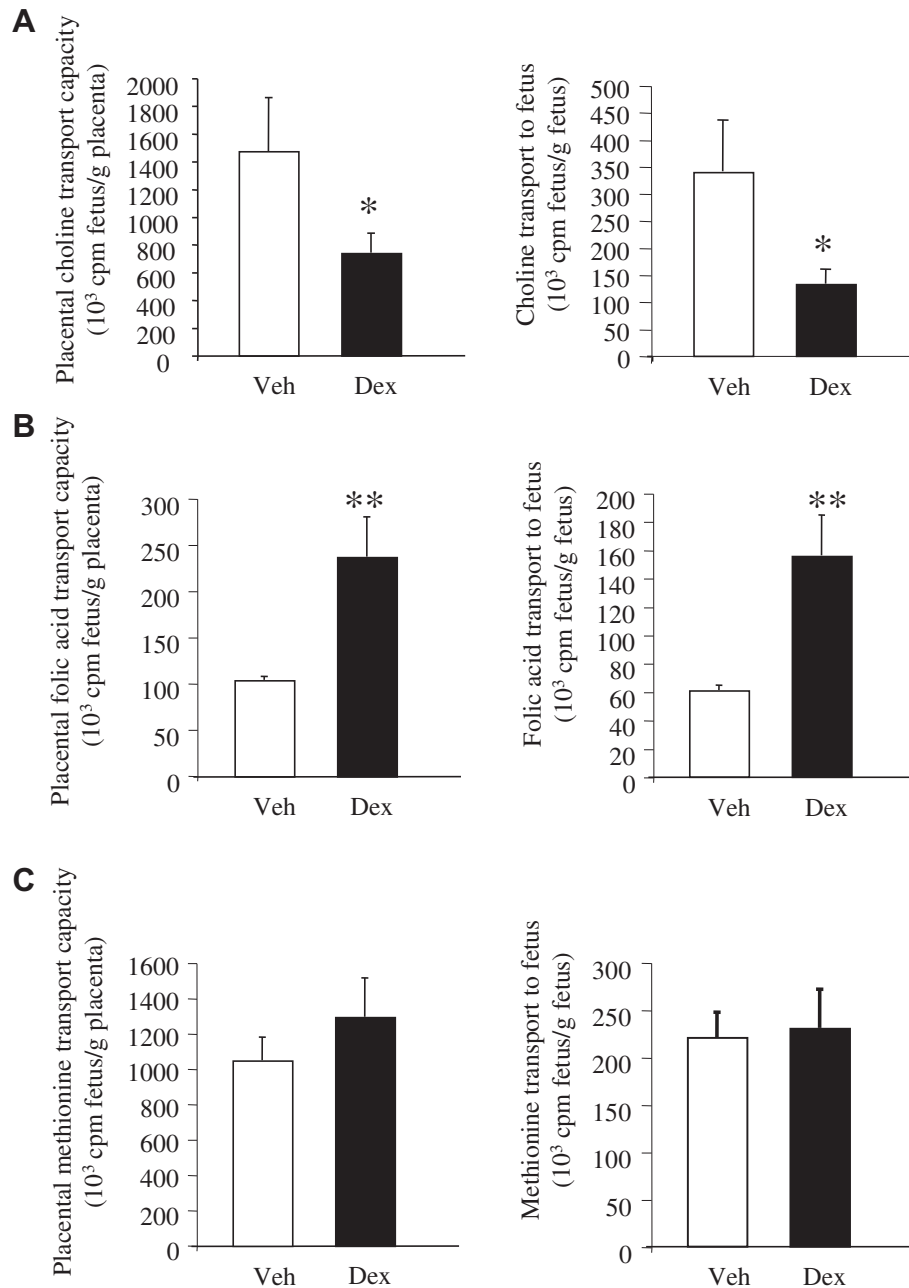 A
Placental choline transport capacity
(10³ cpm fetus/g placenta)
2000
1800
1600
1400
1200
1000
800
600
400
200
0
*
Veh
Dex
Choline transport to fetus
(10³ cpm fetus/g fetus)
500
450
400
350
300
250
200
150
100
50
0
*
Veh
Dex
B
Placental folic acid transport capacity
(10³ cpm fetus/g placenta)
300
250
200
150
100
50
0
**
Veh
Dex
Folic acid transport to fetus
(10³ cpm fetus/g fetus)
200
180
160
140
120
100
80
60
40
20
0
**
Veh
Dex
C
Placental methionine transport capacity
(10³ cpm fetus/g placenta)
1600
1400
1200
1000
800
600
400
200
0
Veh
Dex
Methionine transport to fetus
(10³ cpm fetus/g fetus)
300
250
200
150
100
50
0
Veh
Dex